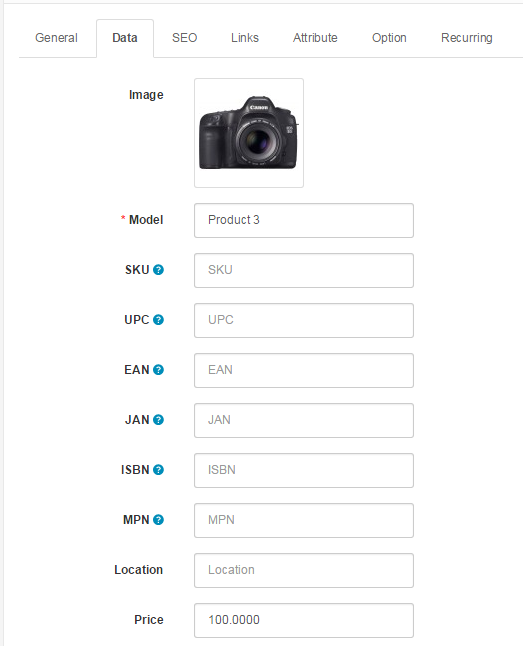 General Data SEO Links Attribute Option Recurring
Image
Canon
* Model Product 3
SKU ? SKU
UPC ? UPC
EAN ? EAN
JAN ? JAN
ISBN ? ISBN
MPN ? MPN
Location Location
Price 100.0000